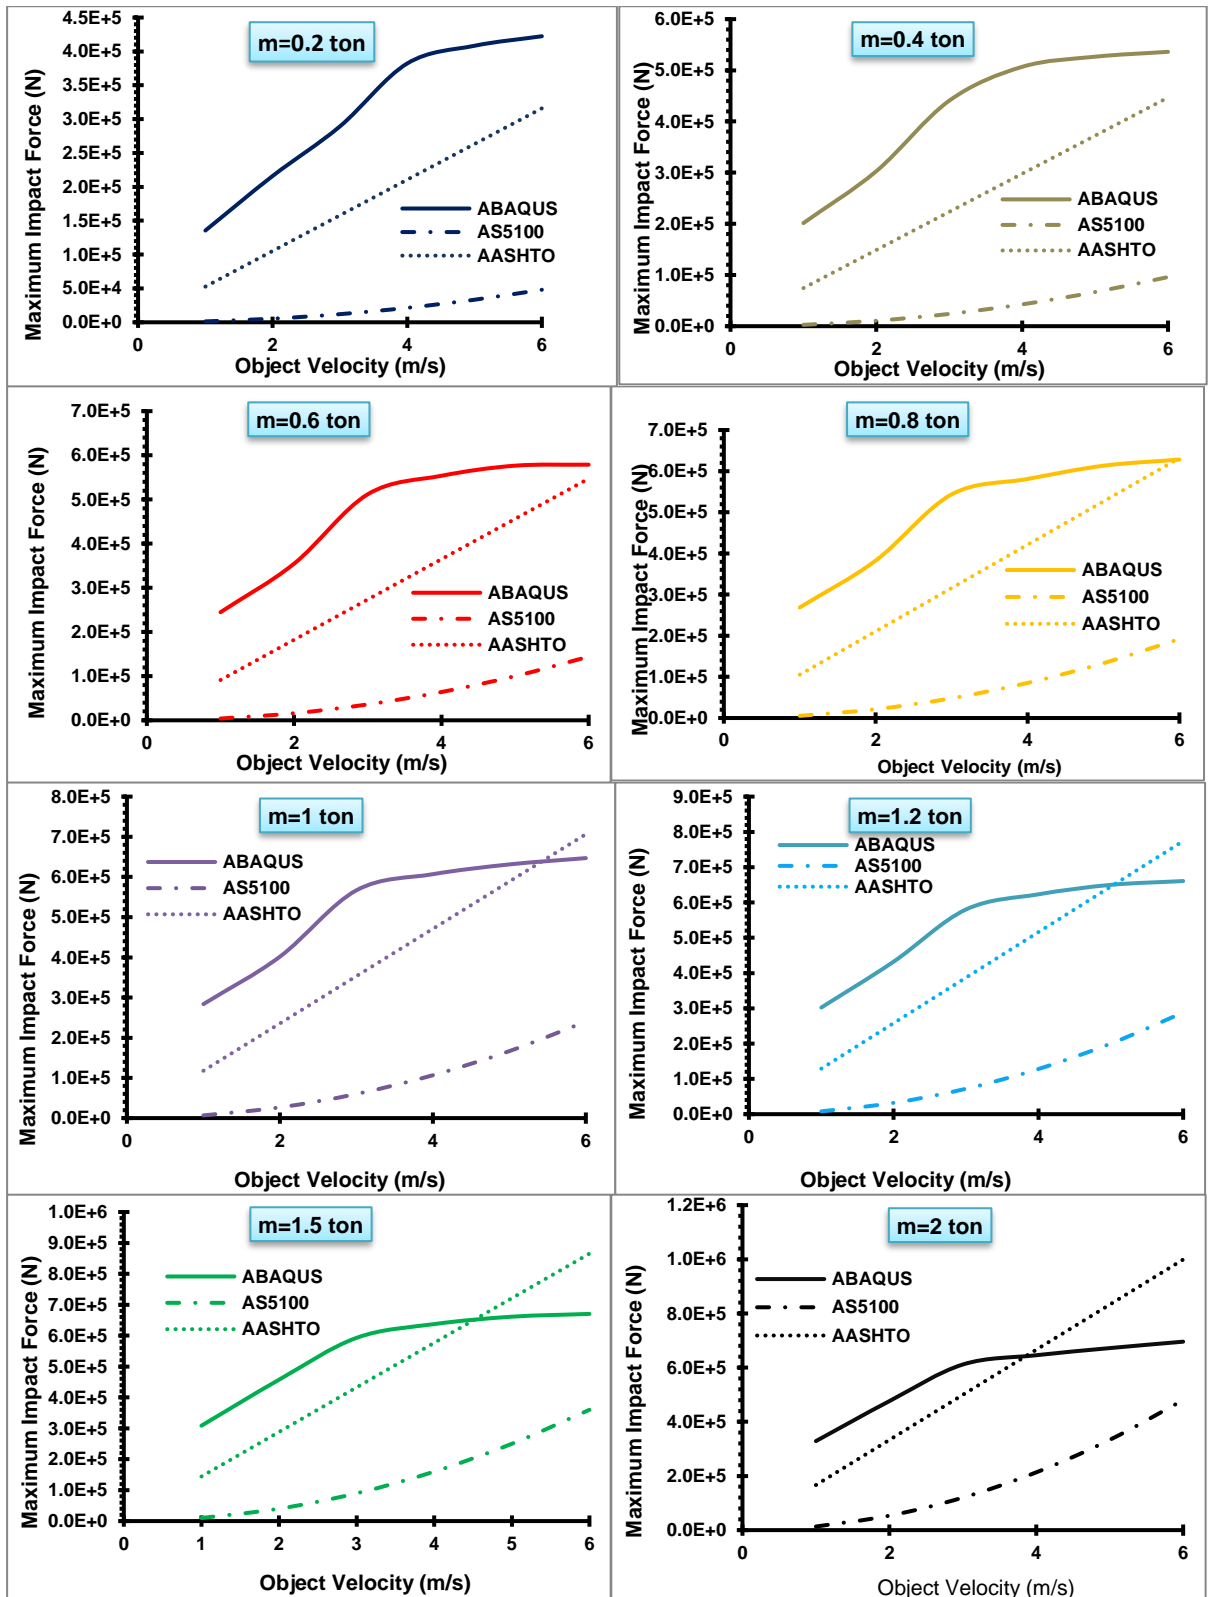 m=0.2 ton
Maximum Impact Force (N)
4.5E+5
4.0E+5
3.5E+5
3.0E+5
2.5E+5
2.0E+5
1.5E+5
1.0E+5
5.0E+4
0.0E+0
ABAQUS
AS5100
AASHTO
0 2 4 6
Object Velocity (m/s)
m=0.4 ton
Maximum Impact Force (N)
6.0E+5
5.0E+5
4.0E+5
3.0E+5
2.0E+5
1.0E+5
0.0E+0
ABAQUS
AS5100
AASHTO
0 2 4 6
Object Velocity (m/s)
m=0.6 ton
Maximum Impact Force (N)
7.0E+5
6.0E+5
5.0E+5
4.0E+5
3.0E+5
2.0E+5
1.0E+5
0.0E+0
ABAQUS
AS5100
AASHTO
0 2 4 6
Object Velocity (m/s)
m=0.8 ton
Maximum Impact Force (N)
7.0E+5
6.0E+5
5.0E+5
4.0E+5
3.0E+5
2.0E+5
1.0E+5
0.0E+0
ABAQUS
AS5100
AASHTO
0 2 4 6
Object Velocity (m/s)
m=1 ton
Maximum Impact Force (N)
8.0E+5
7.0E+5
6.0E+5
5.0E+5
4.0E+5
3.0E+5
2.0E+5
1.0E+5
0.0E+0
ABAQUS
AS5100
AASHTO
0 2 4 6
Object Velocity (m/s)
m=1.2 ton
Maximum Impact Force (N)
9.0E+5
8.0E+5
7.0E+5
6.0E+5
5.0E+5
4.0E+5
3.0E+5
2.0E+5
1.0E+5
0.0E+0
ABAQUS
AS5100
AASHTO
0 2 4 6
Object Velocity (m/s)
m=1.5 ton
Maximum Impact Force (N)
1.0E+6
9.0E+5
8.0E+5
7.0E+5
6.0E+5
5.0E+5
4.0E+5
3.0E+5
2.0E+5
1.0E+5
0.0E+0
ABAQUS
AS5100
AASHTO
0 1 2 3 4 5 6
Object Velocity (m/s)
m=2 ton
Maximum Impact Force (N)
1.2E+6
1.0E+6
8.0E+5
6.0E+5
4.0E+5
2.0E+5
0.0E+0
ABAQUS
AS5100
AASHTO
0 2 4 6
Object Velocity (m/s)